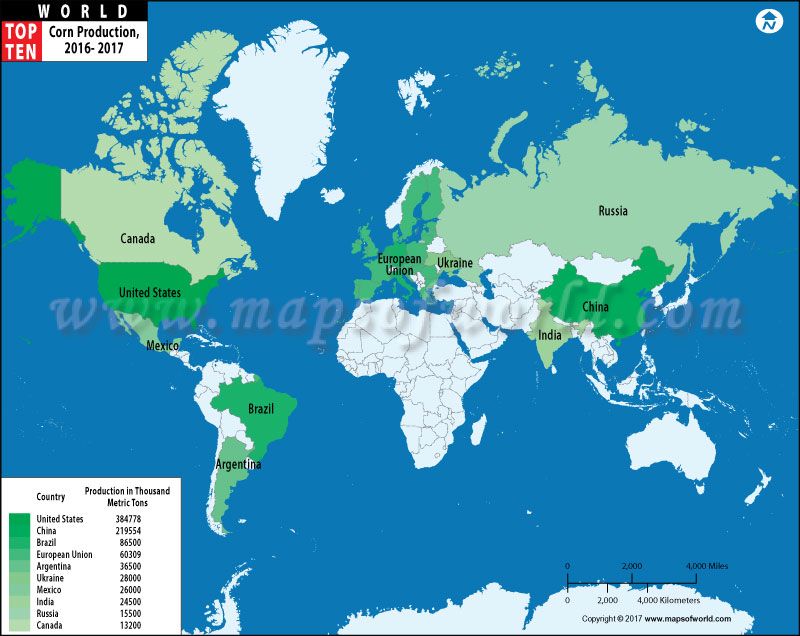 WORLD
TOP TEN
Corn Production,
2016- 2017
N
Canada
United States
Mexico
Brazil
Argentina
European
Union
Ukraine
Russia
China
India
www.mapsofworld.com
Country Production in Thousand
Metric Tons
United States 384778
China 219554
Brazil 86500
European Union 60309
Argentina 36500
Ukraine 28000
Mexico 26000
India 24500
Russia 15500
Canada 13200
0 2,000 4,000 Miles
0 2,000 4,000 Kilometers
Copyright © 2017 www.mapsofworld.com